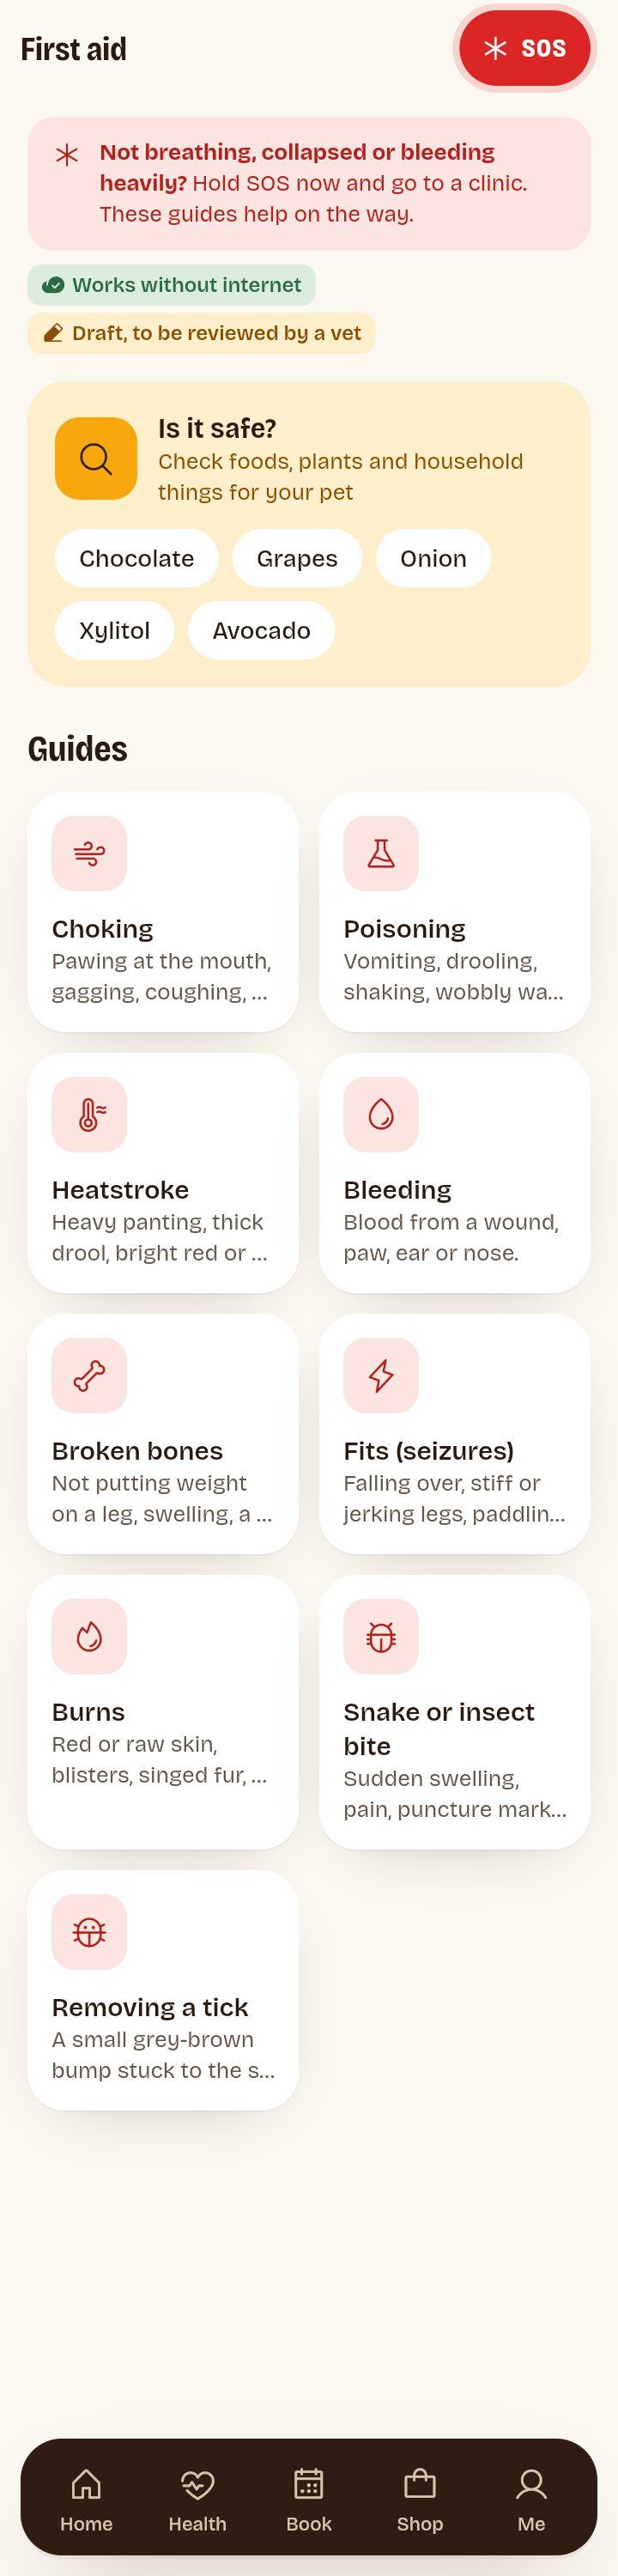 First aid
SOS
Not breathing, collapsed or bleeding
heavily? Hold SOS now and go to a clinic.
These guides help on the way.
Works without internet
Draft, to be reviewed by a vet
Is it safe?
Check foods, plants and household
things for your pet
Chocolate
Grapes
Onion
Xylitol
Avocado
Guides
Choking
Pawing at the mouth,
gagging, coughing, ...
Poisoning
Vomiting, drooling,
shaking, wobbly wa...
Heatstroke
Heavy panting, thick
drool, bright red or ...
Bleeding
Blood from a wound,
paw, ear or nose.
Broken bones
Not putting weight
on a leg, swelling, a ...
Fits (seizures)
Falling over, stiff or
jerking legs, paddlin...
Burns
Red or raw skin,
blisters, singed fur, ...
Snake or insect
bite
Sudden swelling,
pain, puncture mark...
Removing a tick
A small grey-brown
bump stuck to the s...
Home
Health
Book
Shop
Me